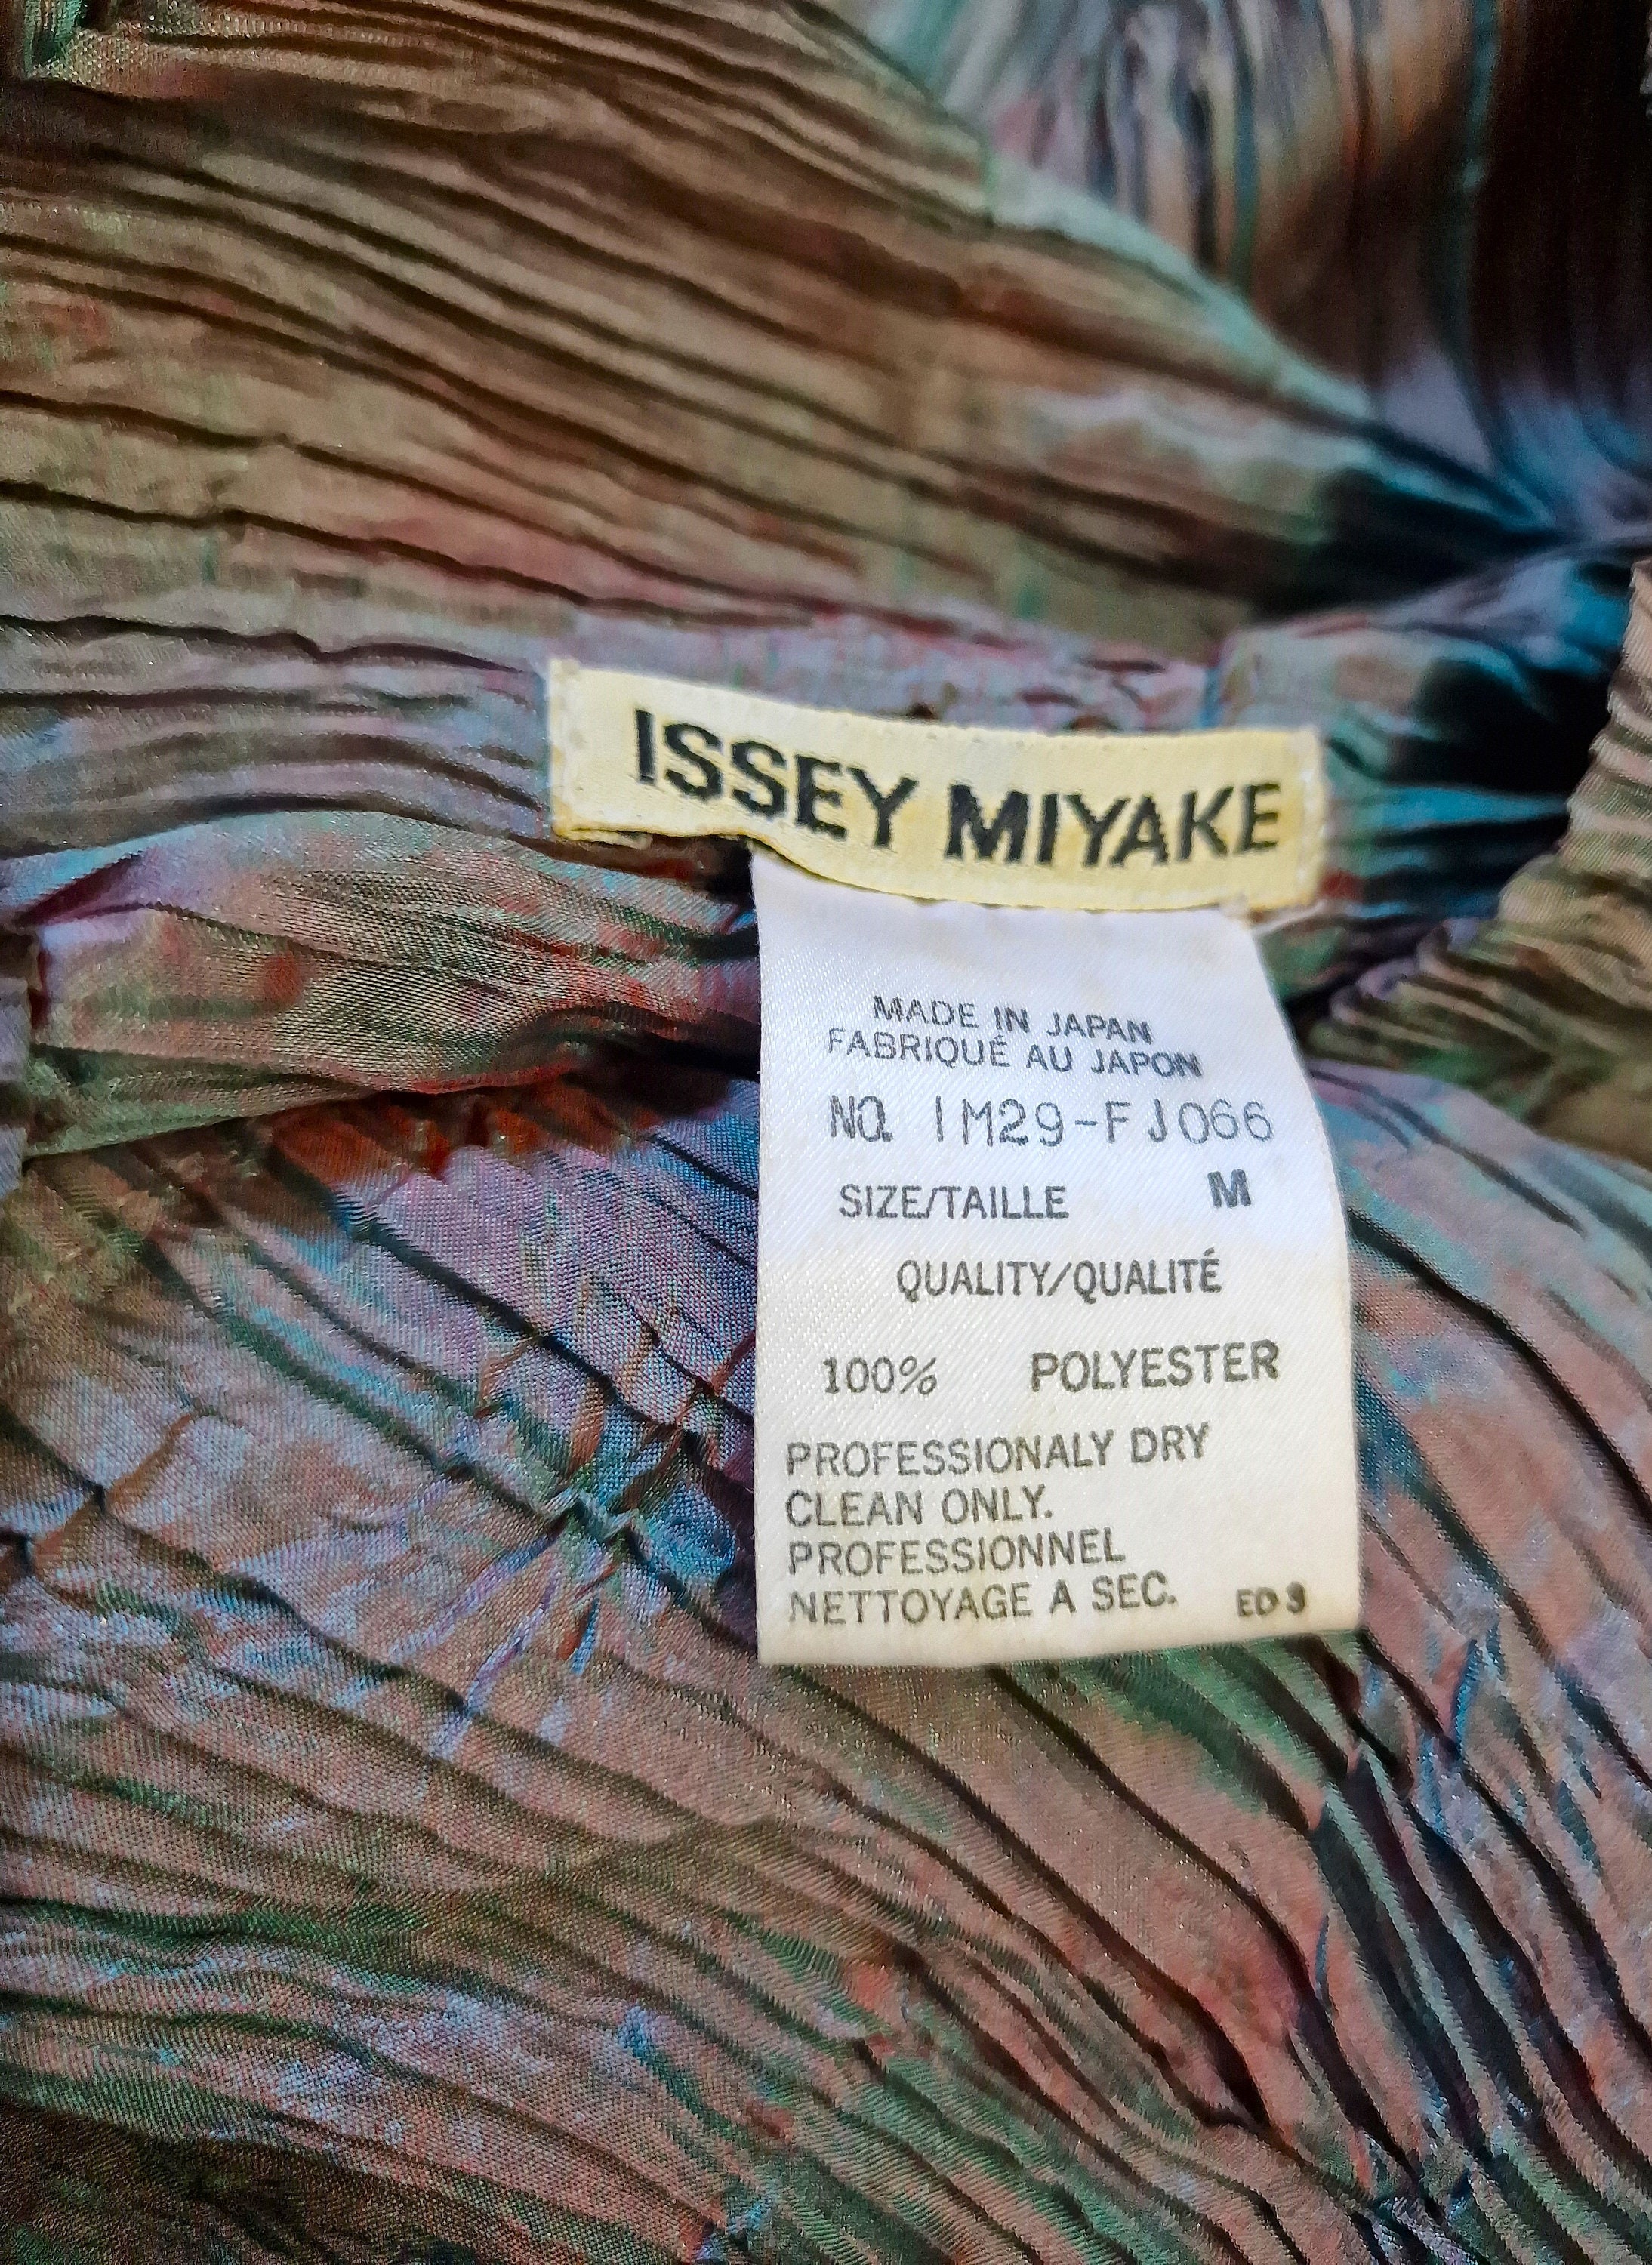 ISSEY MIYAKE
MADE IN JAPAN
FABRIQUÉ AU JAPON
NO. IM29-FJ066
SIZE/TAILLE M
QUALITY/QUALITÉ
100% POLYESTER
PROFESSIONALY DRY
CLEAN ONLY.
PROFESSIONNEL
NETTOYAGE A SEC. ED